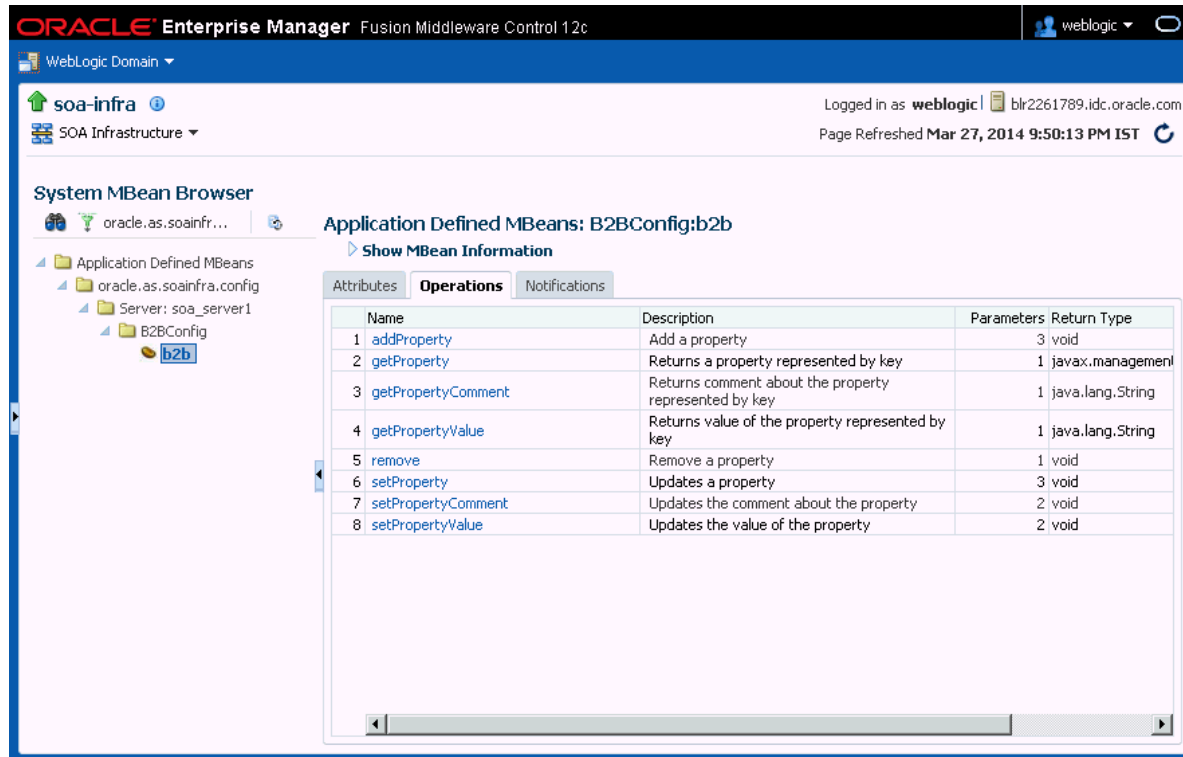 ORACLE Enterprise Manager Fusion Middleware Control 12c
weblogic
WebLogic Domain
soa-infra
Logged in as weblogic blr2261789.idc.oracle.com
SOA Infrastructure
Page Refreshed Mar 27, 2014 9:50:13 PM IST
System MBean Browser
oracle.as.soainfr...
Application Defined MBeans
oracle.as.soainfra.config
Server: soa_server1
B2BConfig
b2b
Application Defined MBeans: B2BConfig:b2b
Show MBean Information
Attributes Operations Notifications
Name Description Parameters Return Type
1 addProperty Add a property 3 void
2 getProperty Returns a property represented by key 1 javax.management
3 getPropertyComment Returns comment about the property
represented by key 1 java.lang.String
4 getPropertyValue Returns value of the property represented by
key 1 java.lang.String
5 remove Remove a property 1 void
6 setProperty Updates a property 3 void
7 setPropertyComment Updates the comment about the property 2 void
8 setPropertyValue Updates the value of the property 2 void